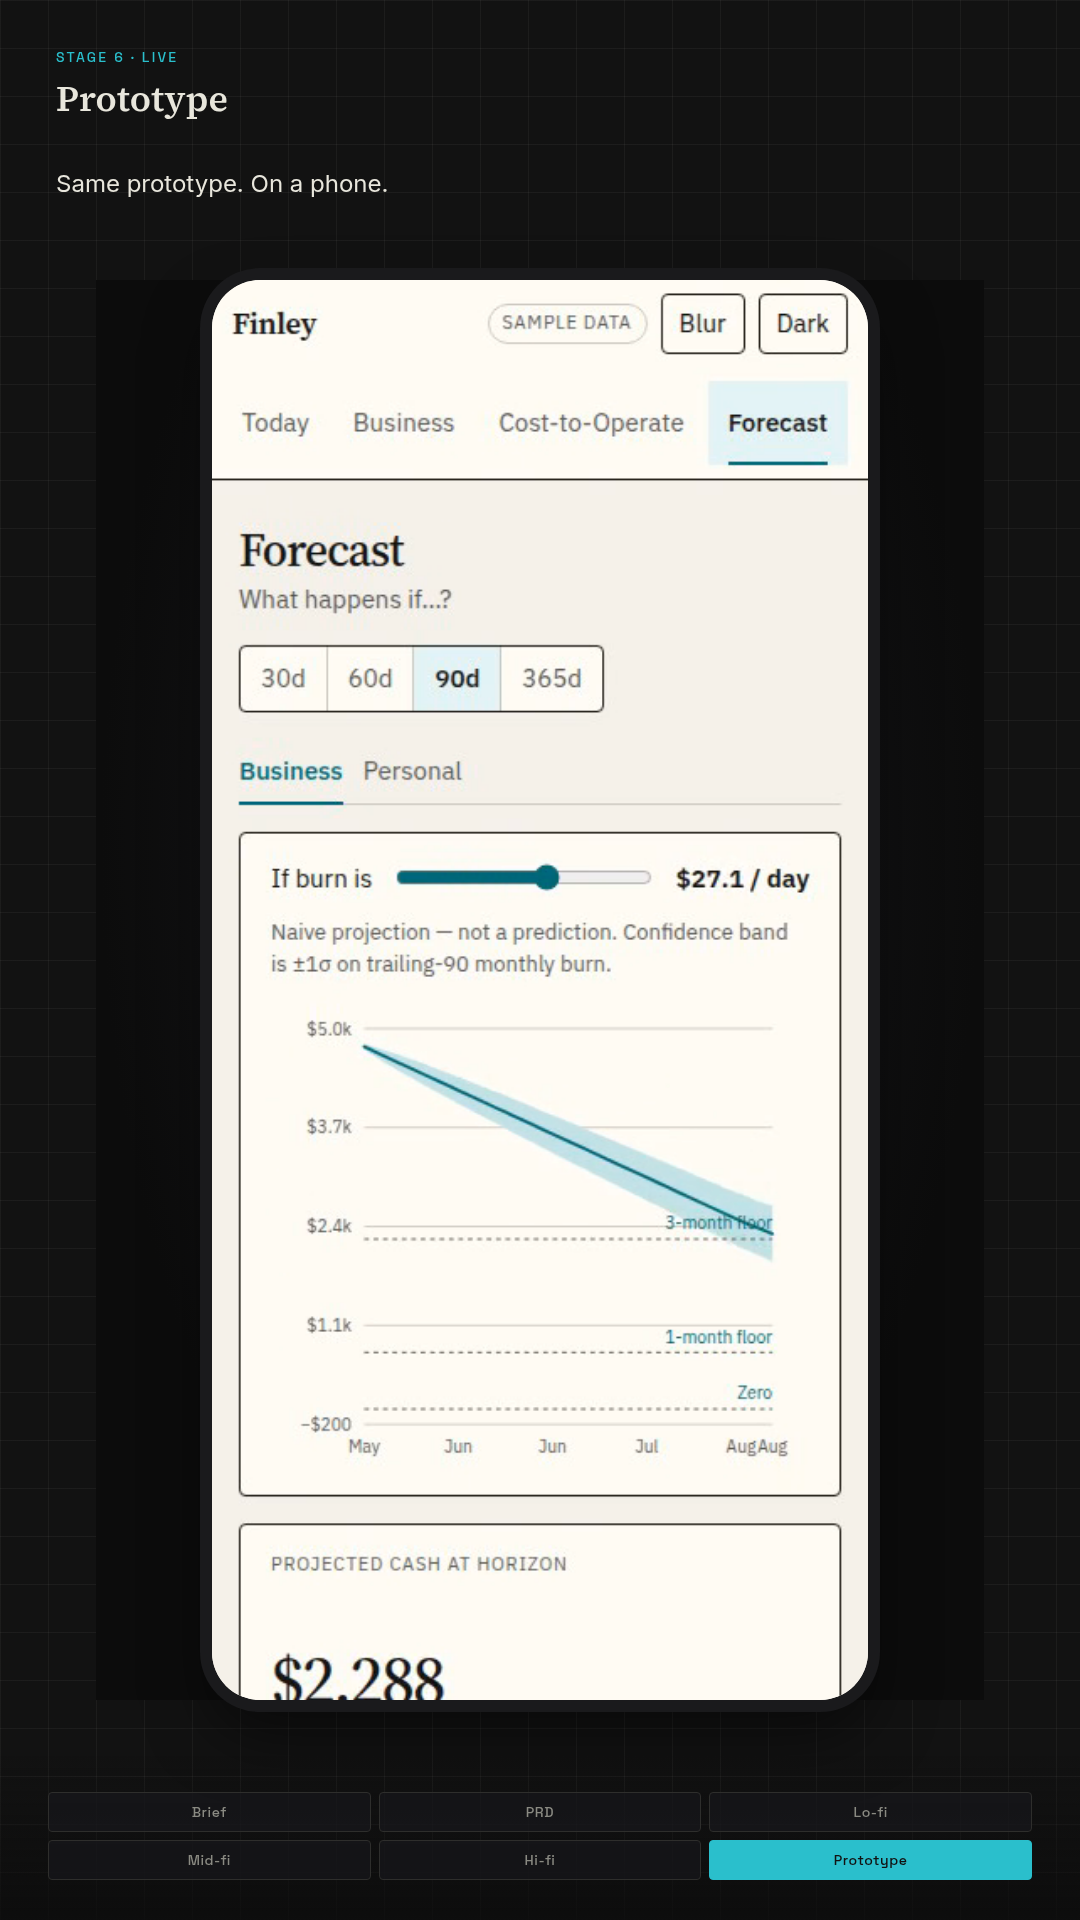 STAGE 6 · LIVE
Prototype
Same prototype. On a phone.
Finley
SAMPLE DATA
Blur
Dark
Today Business Cost-to-Operate Forecast
Forecast
What happens if...?
30d 60d 90d 365d
Business Personal
If burn is $27.1 / day
Naive projection — not a prediction. Confidence band
is ±1σ on trailing-90 monthly burn.
$5.0k
$3.7k
$2.4k
3-month floor
$1.1k
1-month floor
Zero
−$200
May Jun Jun Jul Aug Aug
PROJECTED CASH AT HORIZON
$2,288
Brief PRD Lo-fi
Mid-fi Hi-fi Prototype